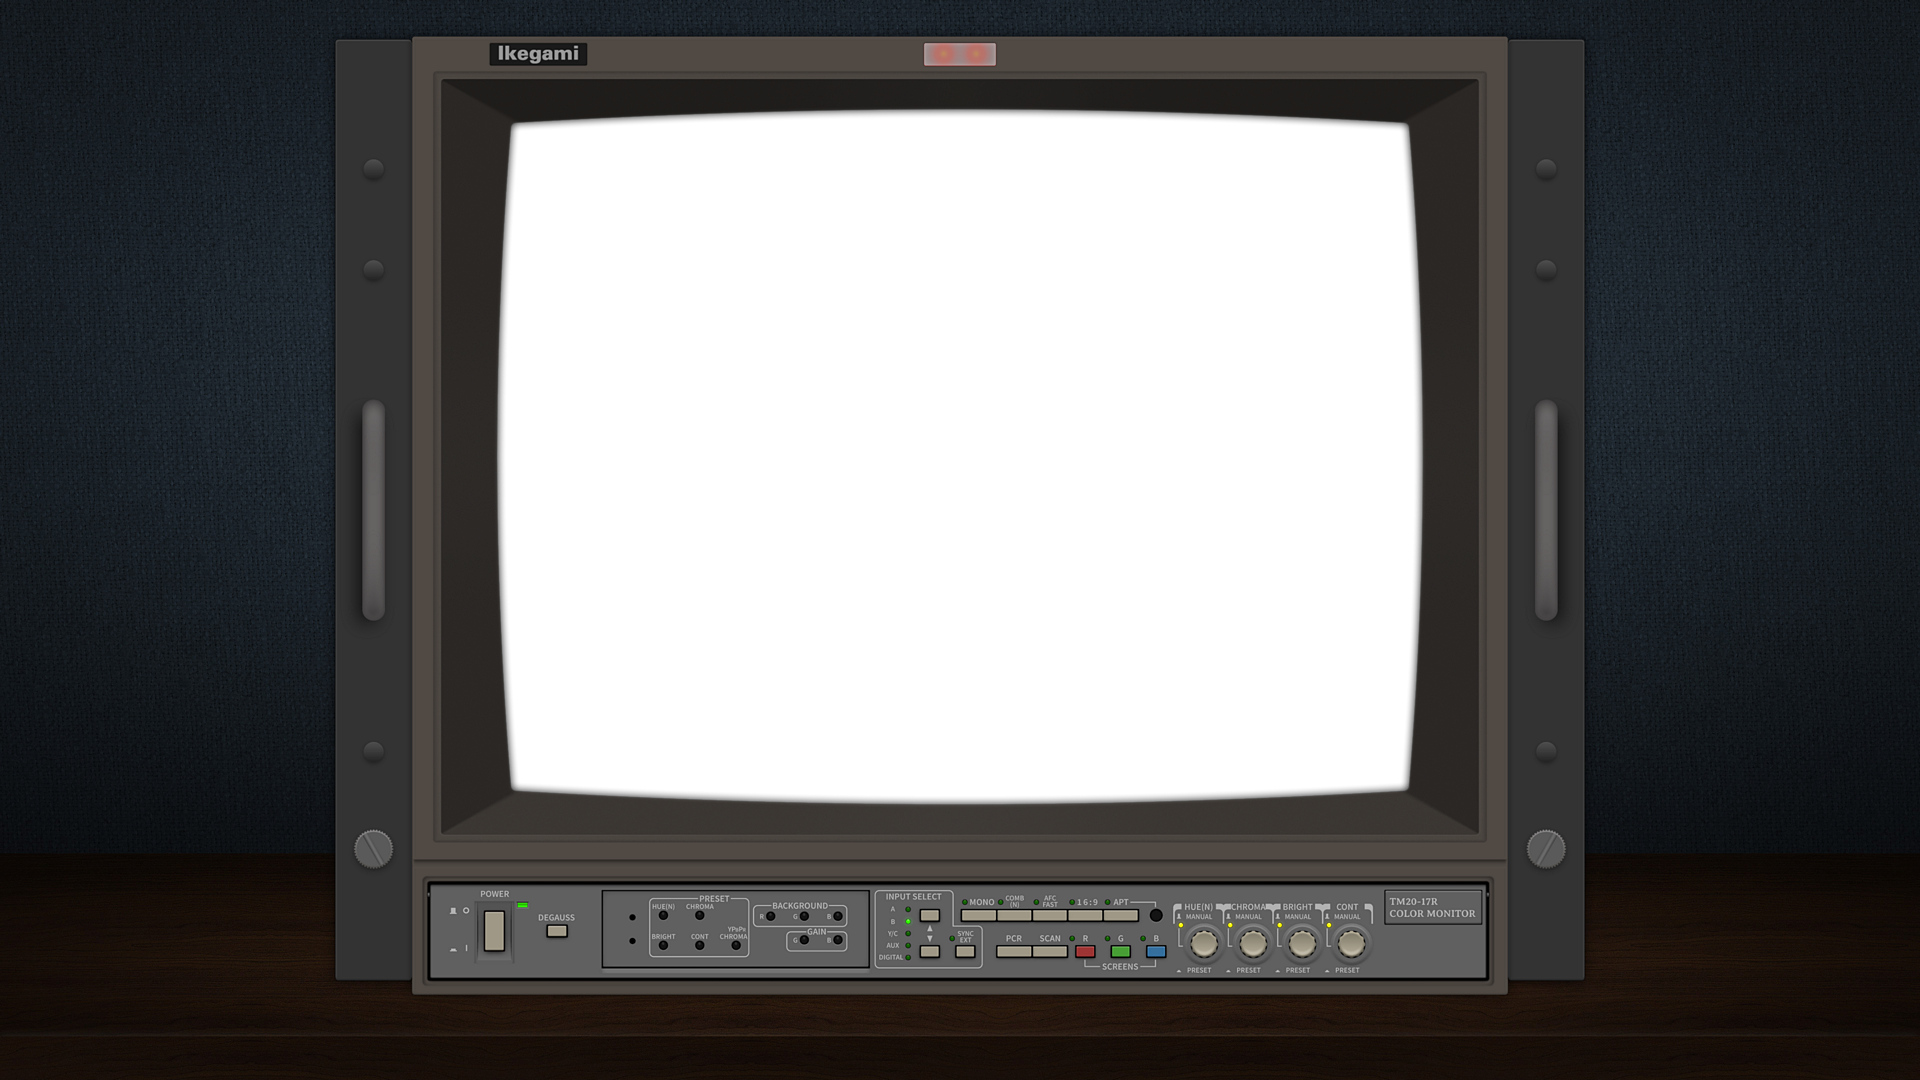 Ikegami
POWER
DEGAUSS
PRESET
HUE(N) CHROMA
BRIGHT CONT YPBPR CHROMA
BACKGROUND
R G B
GAIN
G B
INPUT SELECT
A
B
Y/C
AUX
DIGITAL
SYNC EXT
MONO COMB (N) AFC FAST 16:9 APT
PCR SCAN R G B
SCREENS
HUE(N) CHROMA BRIGHT CONT
MANUAL MANUAL MANUAL MANUAL
PRESET PRESET PRESET PRESET
TM20-17R
COLOR MONITOR